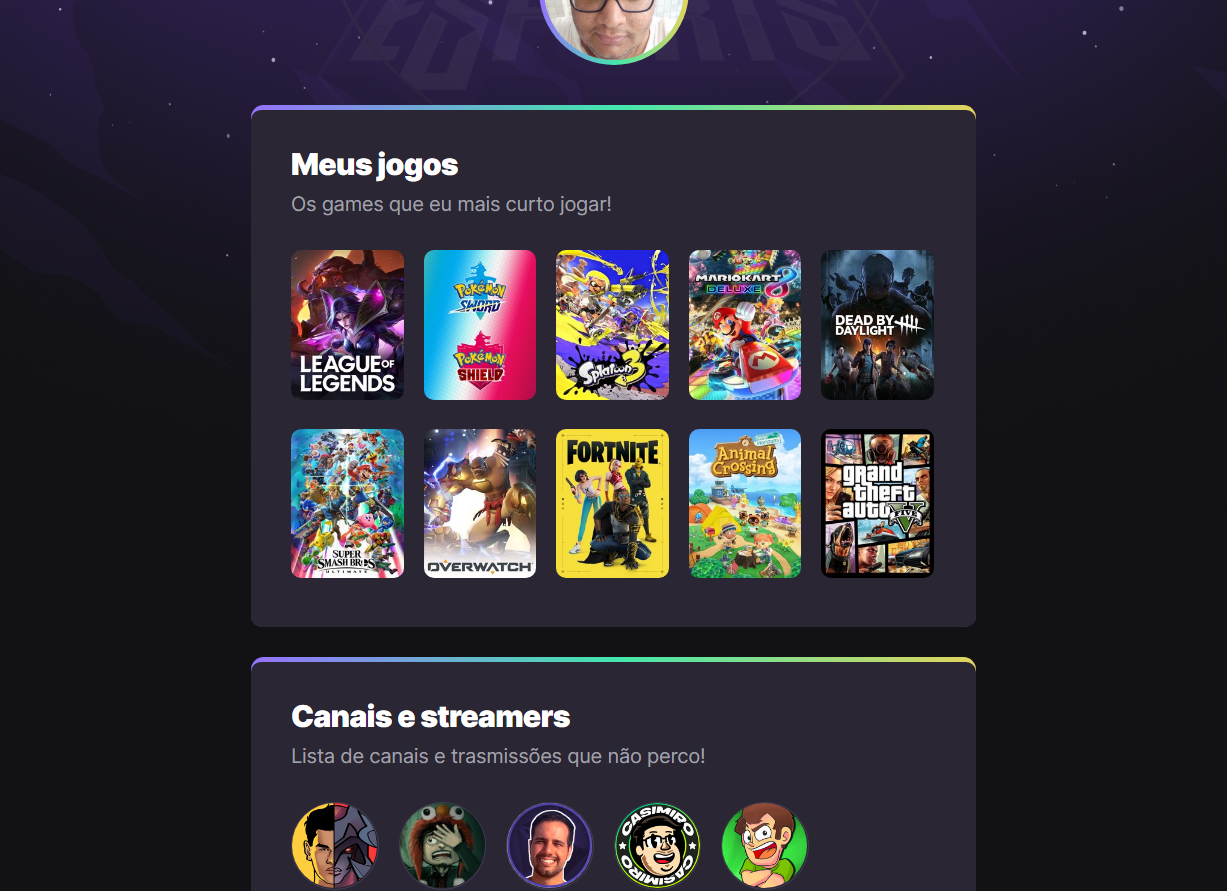 ESPORTS
Meus jogos
Os games que eu mais curto jogar!
LEAGUE OF
LEGENDS
POKÉMON
SWORD
POKÉMON
SHIELD
Splatoon 3
MARIOKART 8
DELUXE
DEAD BY
DAYLIGHT
SUPER
SMASH BROS
ULTIMATE
OVERWATCH
FORTNITE
Animal
Crossing
grand
theft
auto V
FIVE
Canais e streamers
Lista de canais e trasmissões que não perco!
CASIMIRO
CASIMIRO